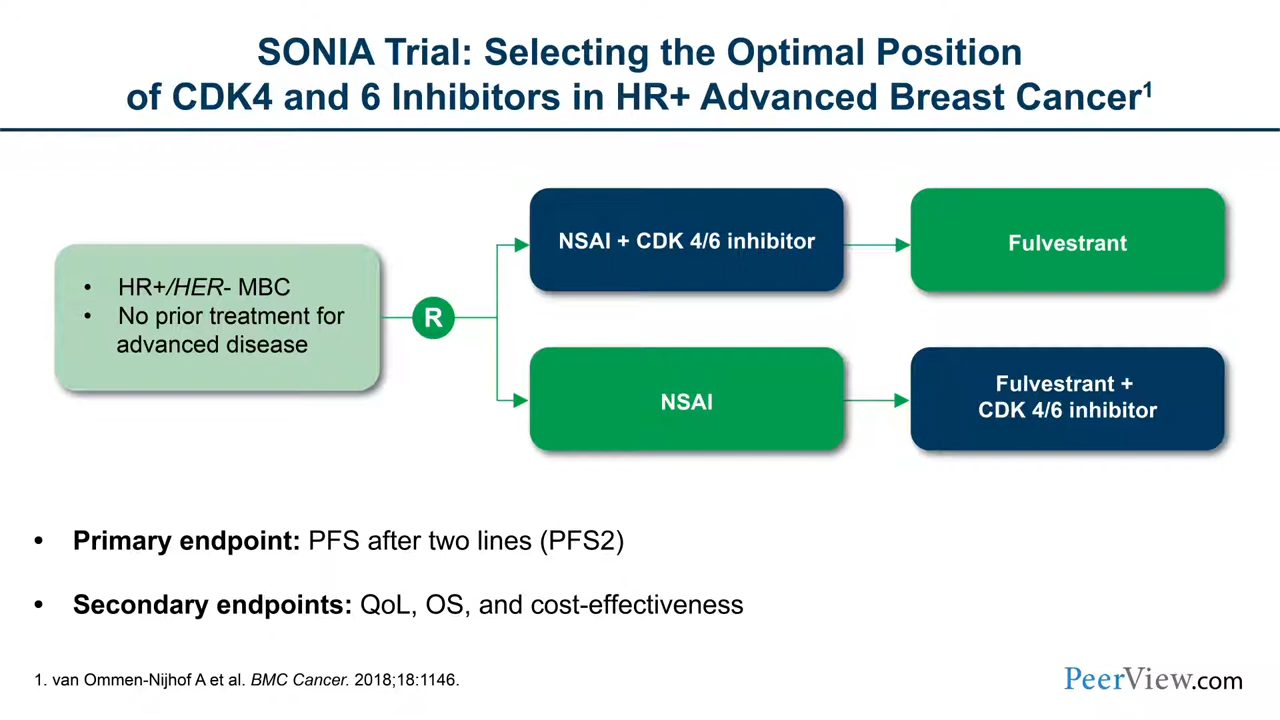 SONIA Trial: Selecting the Optimal Position
of CDK4 and 6 Inhibitors in HR+ Advanced Breast Cancer¹
• HR+/HER- MBC
• No prior treatment for
advanced disease
R
NSAI + CDK 4/6 inhibitor
Fulvestrant
NSAI
Fulvestrant +
CDK 4/6 inhibitor
• Primary endpoint: PFS after two lines (PFS2)
• Secondary endpoints: QoL, OS, and cost-effectiveness
1. van Ommen-Nijhof A et al. BMC Cancer. 2018;18:1146.
PeerView.com